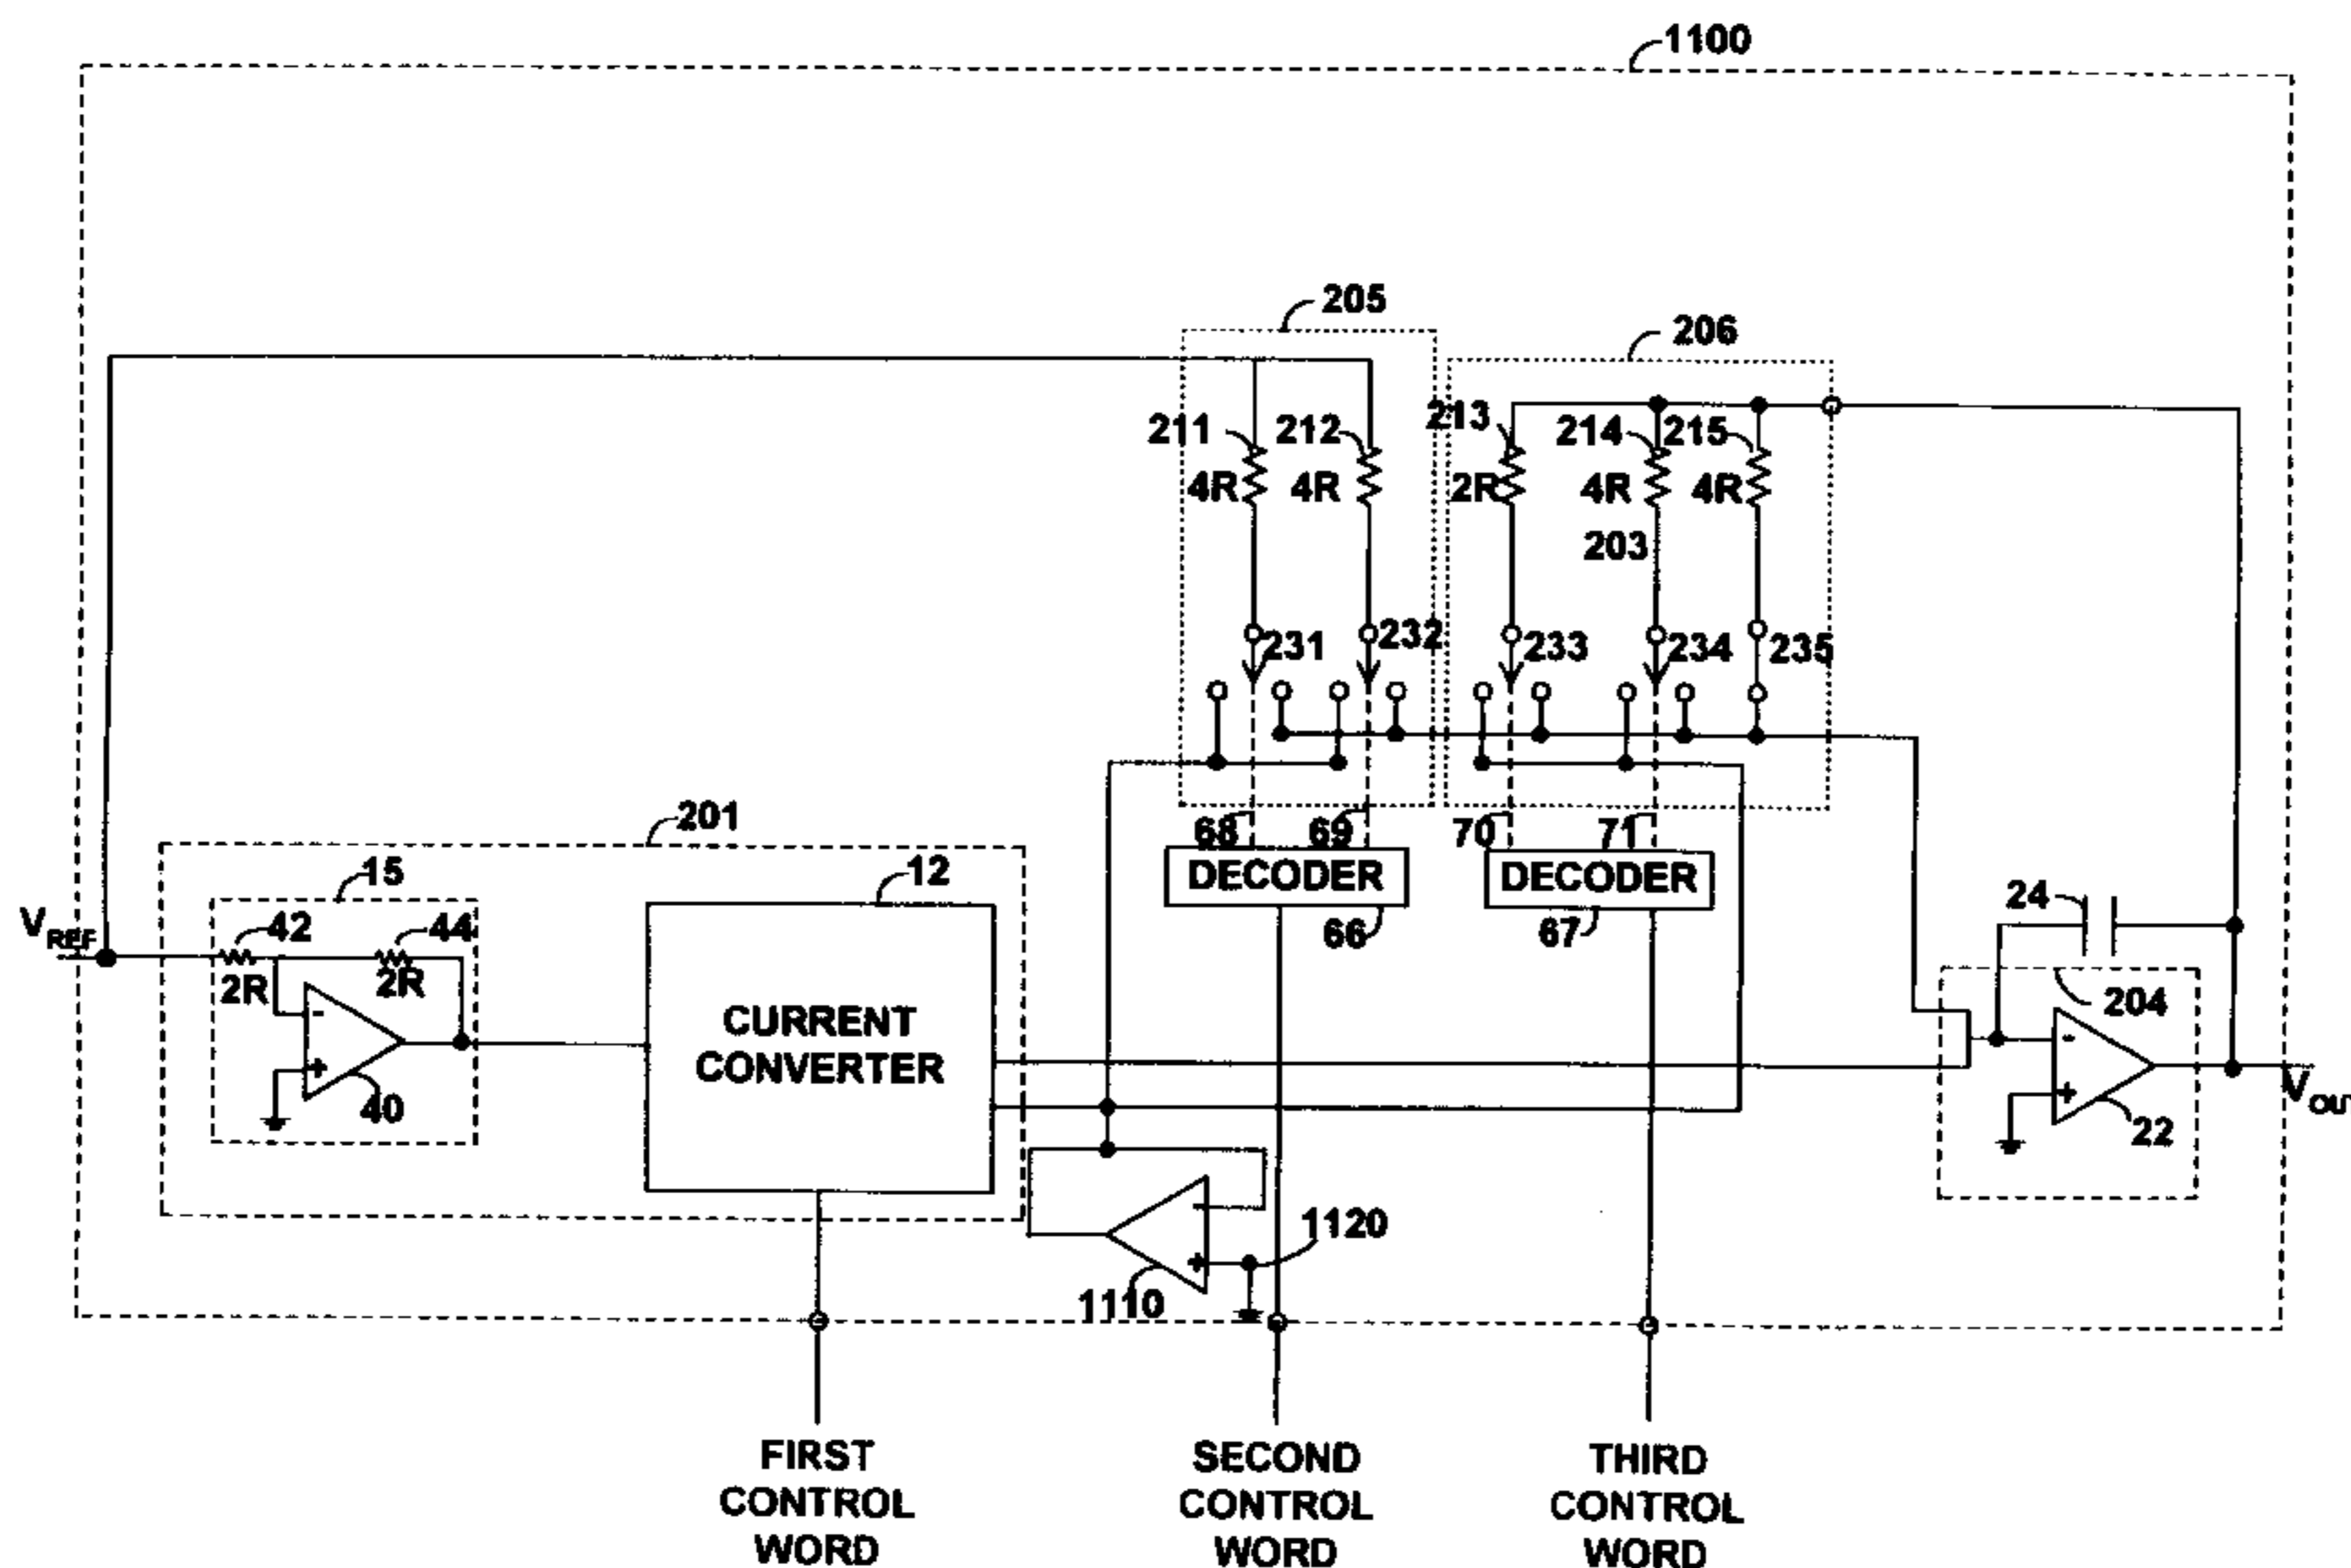 1100
205
206
211
212
213
214
215
4R
4R
2R
4R
4R
203
231
232
233
234
235
201
68
69
70
71
15
12
DECODER
DECODER
24
VREF
42
44
66
67
2R
2R
-
+
40
CURRENT
CONVERTER
204
-
+
22
VOU
-
+
1120
1110
FIRST
CONTROL
WORD
SECOND
CONTROL
WORD
THIRD
CONTROL
WORD